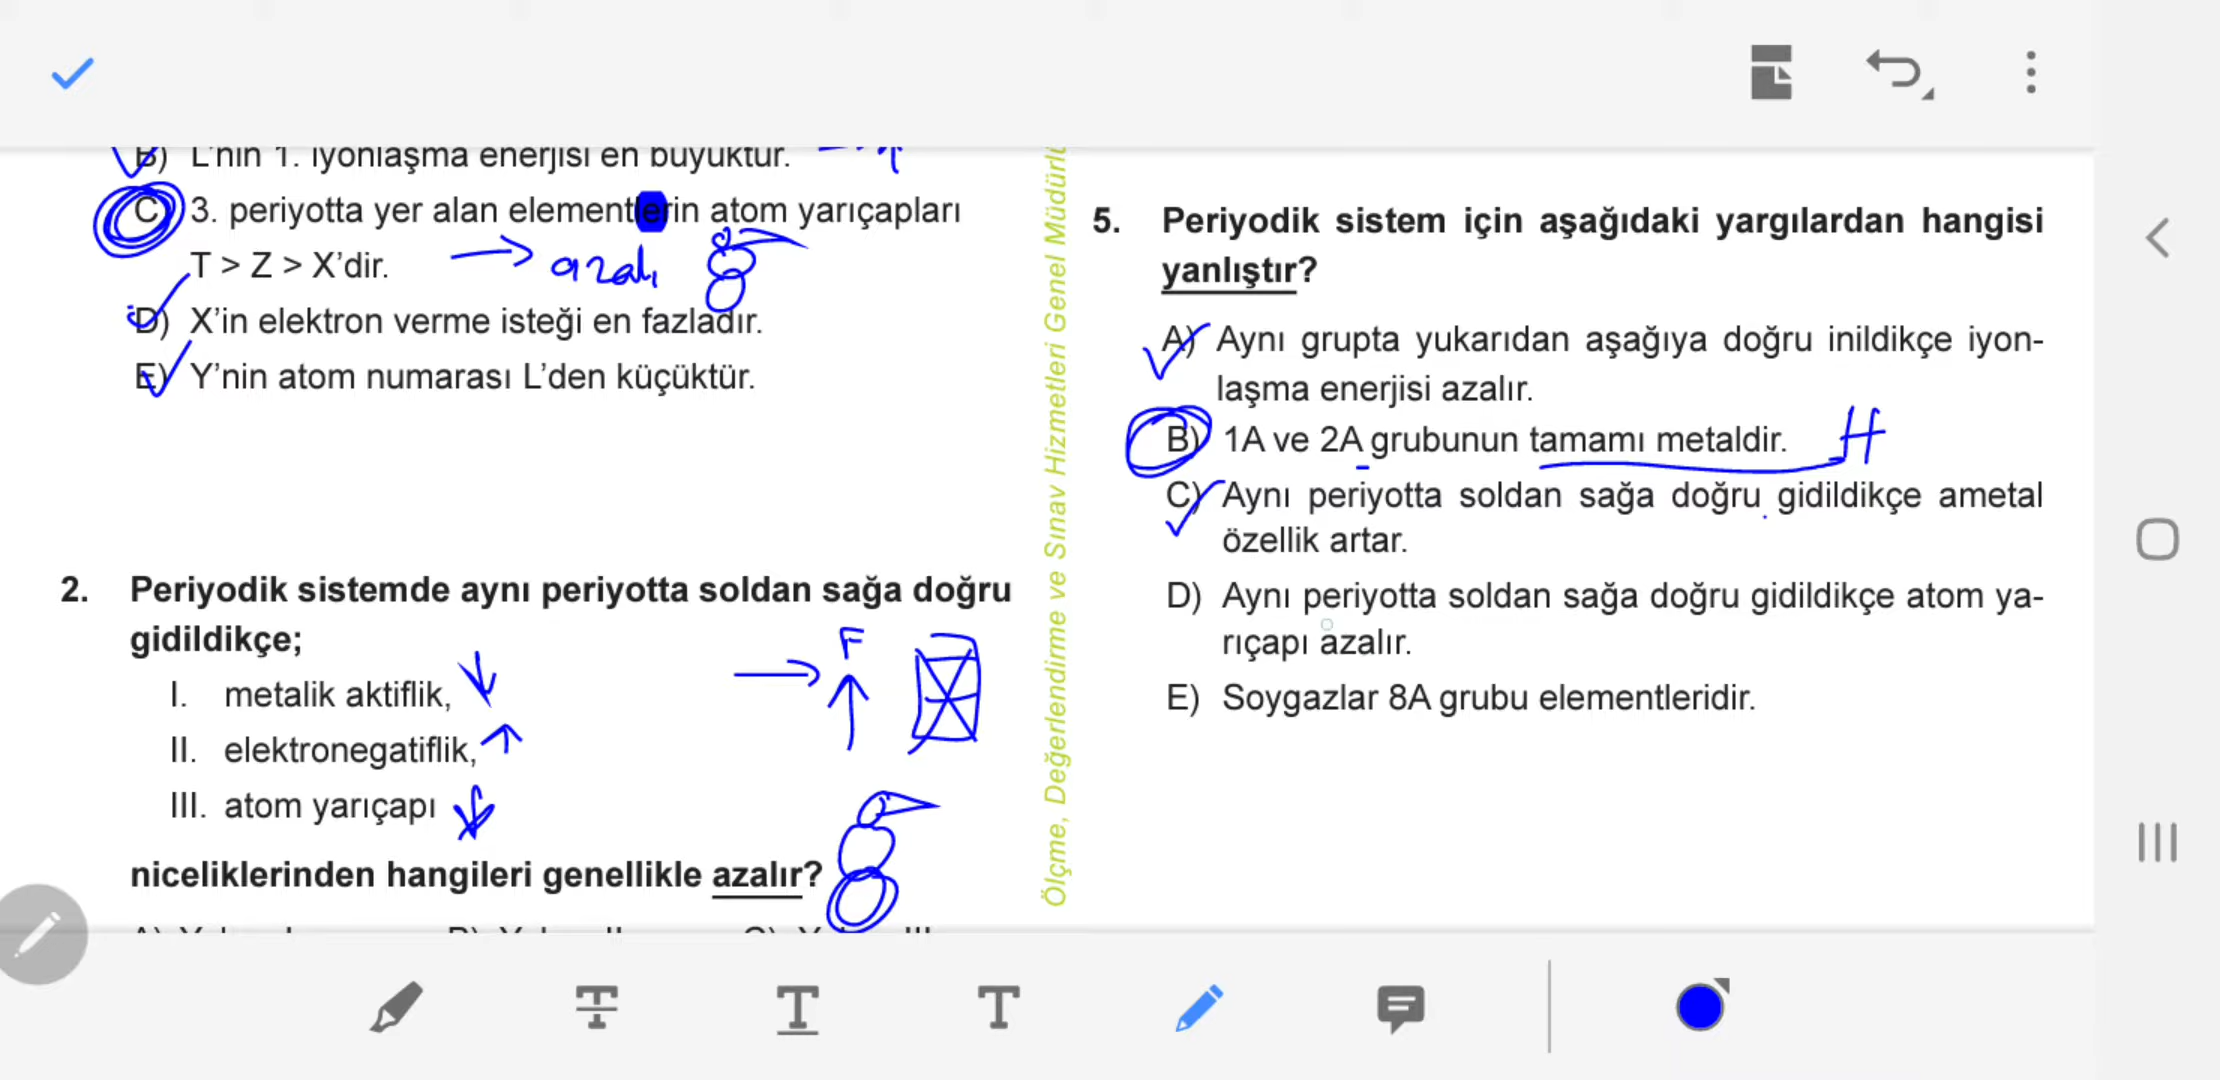 B) L'nin 1. iyonlaşma enerjisi en büyüktür.
C) 3. periyotta yer alan elementlerin atom yarıçapları
T > Z > X'dir.
azalı
D) X'in elektron verme isteği en fazladır.
E) Y'nin atom numarası L'den küçüktür.
2. Periyodik sistemde aynı periyotta soldan sağa doğru
gidildikçe;
F
I. metalik aktiflik,
II. elektronegatiflik,
III. atom yarıçapı
niceliklerinden hangileri genellikle azalır?
Ölçme, Değerlendirme ve Sınav Hizmetleri Genel Müdürlü
5. Periyodik sistem için aşağıdaki yargılardan hangisi
yanlıştır?
A) Aynı grupta yukarıdan aşağıya doğru inildikçe iyon-
laşma enerjisi azalır.
B) 1A ve 2A grubunun tamamı metaldir. H
C) Aynı periyotta soldan sağa doğru gidildikçe ametal
özellik artar.
D) Aynı periyotta soldan sağa doğru gidildikçe atom ya-
rıçapı azalır.
E) Soygazlar 8A grubu elementleridir.